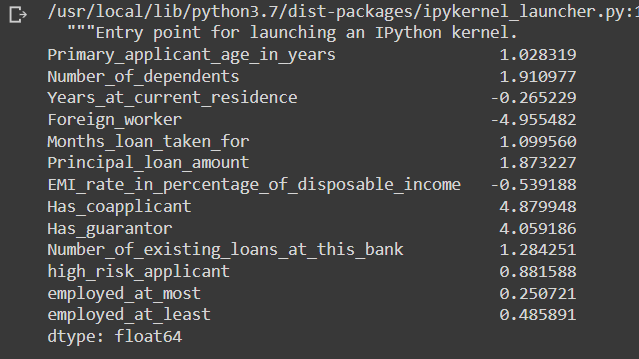 /usr/local/lib/python3.7/dist-packages/ipykernel_launcher.py:1
"""Entry point for launching an IPython kernel.
Primary_applicant_age_in_years 1.028319
Number_of_dependents 1.910977
Years_at_current_residence -0.265229
Foreign_worker -4.955482
Months_loan_taken_for 1.099560
Principal_loan_amount 1.873227
EMI_rate_in_percentage_of_disposable_income -0.539188
Has_coapplicant 4.879948
Has_guarantor 4.059186
Number_of_existing_loans_at_this_bank 1.284251
high_risk_applicant 0.881588
employed_at_most 0.250721
employed_at_least 0.485891
dtype: float64